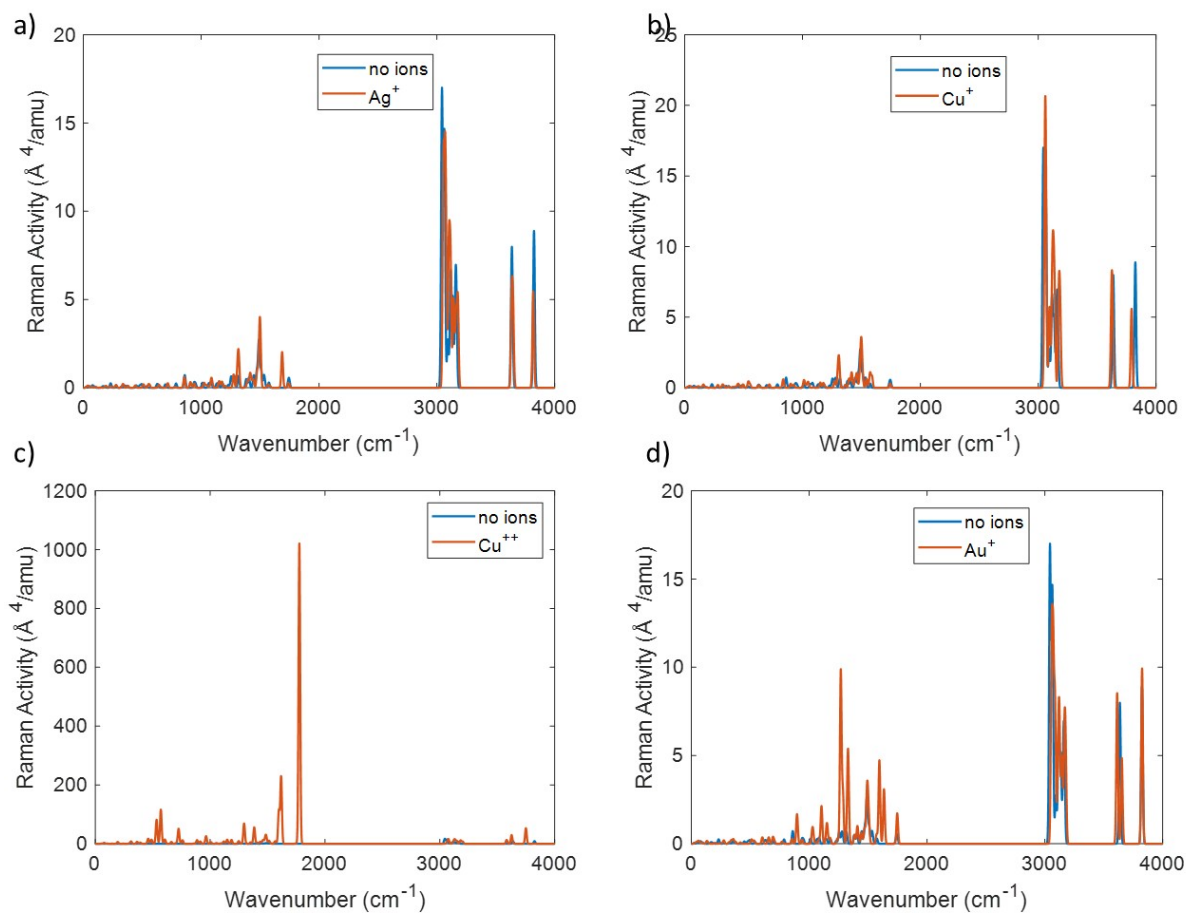 a)
20
15
10
5
0
Raman Activity (Å ⁴/amu)
no ions
Ag⁺
0 1000 2000 3000 4000
Wavenumber (cm⁻¹)
b)
25
20
15
10
5
0
Raman Activity (Å ⁴/amu)
no ions
Cu⁺
0 1000 2000 3000 4000
Wavenumber (cm⁻¹)
c)
1200
1000
800
600
400
200
0
Raman Activity (Å ⁴/amu)
no ions
Cu⁺⁺
0 1000 2000 3000 4000
Wavenumber (cm⁻¹)
d)
20
15
10
5
0
Raman Activity (Å ⁴/amu)
no ions
Au⁺
0 1000 2000 3000 4000
Wavenumber (cm⁻¹)